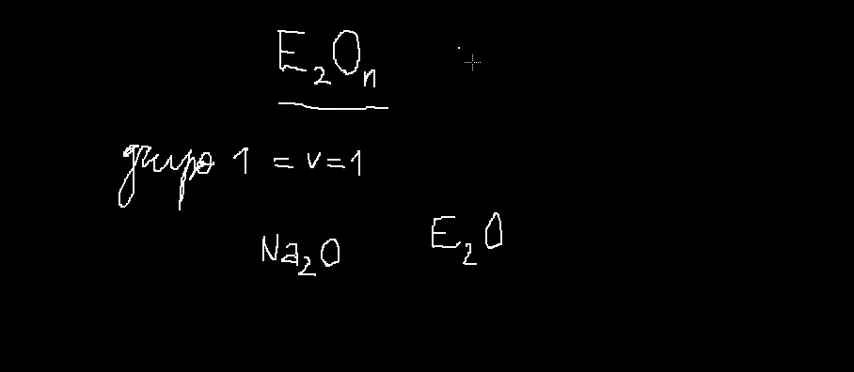 E₂Oₙ
grupo 1 = v = 1
Na₂O E₂O